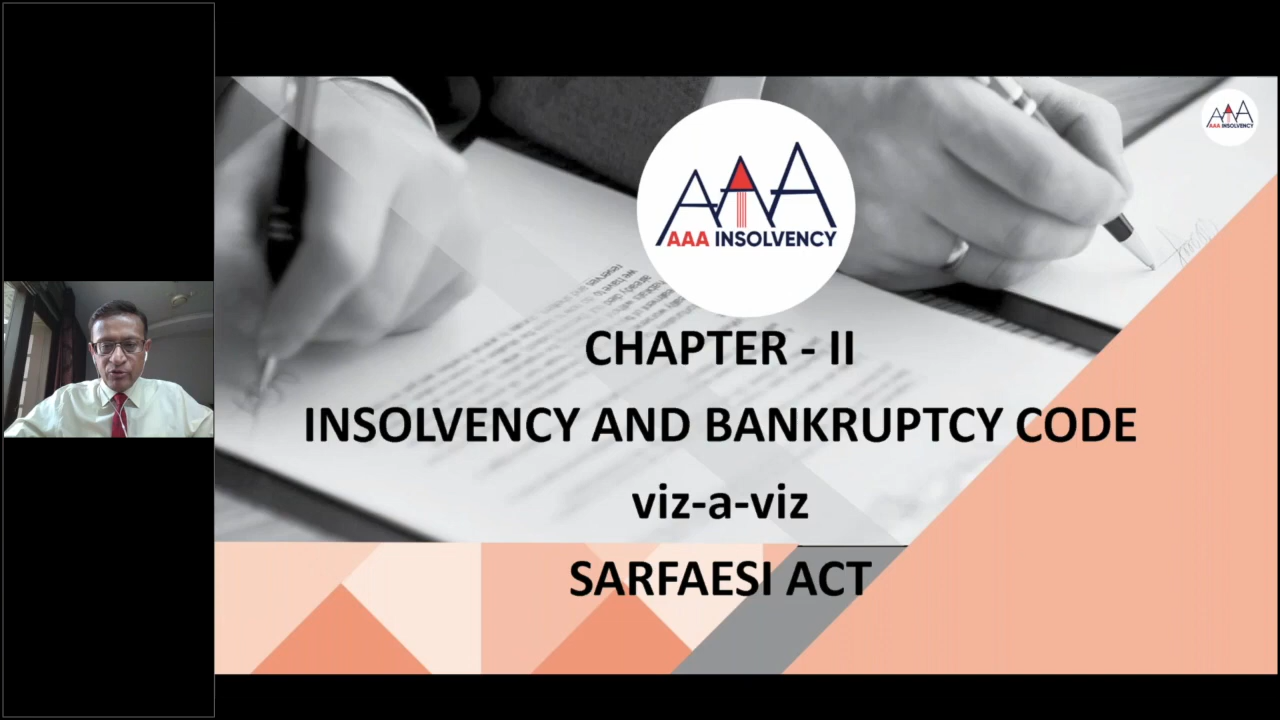 AAA INSOLVENCY
AAA INSOLVENCY
CHAPTER - II
INSOLVENCY AND BANKRUPTCY CODE
viz-a-viz
SARFAESI ACT